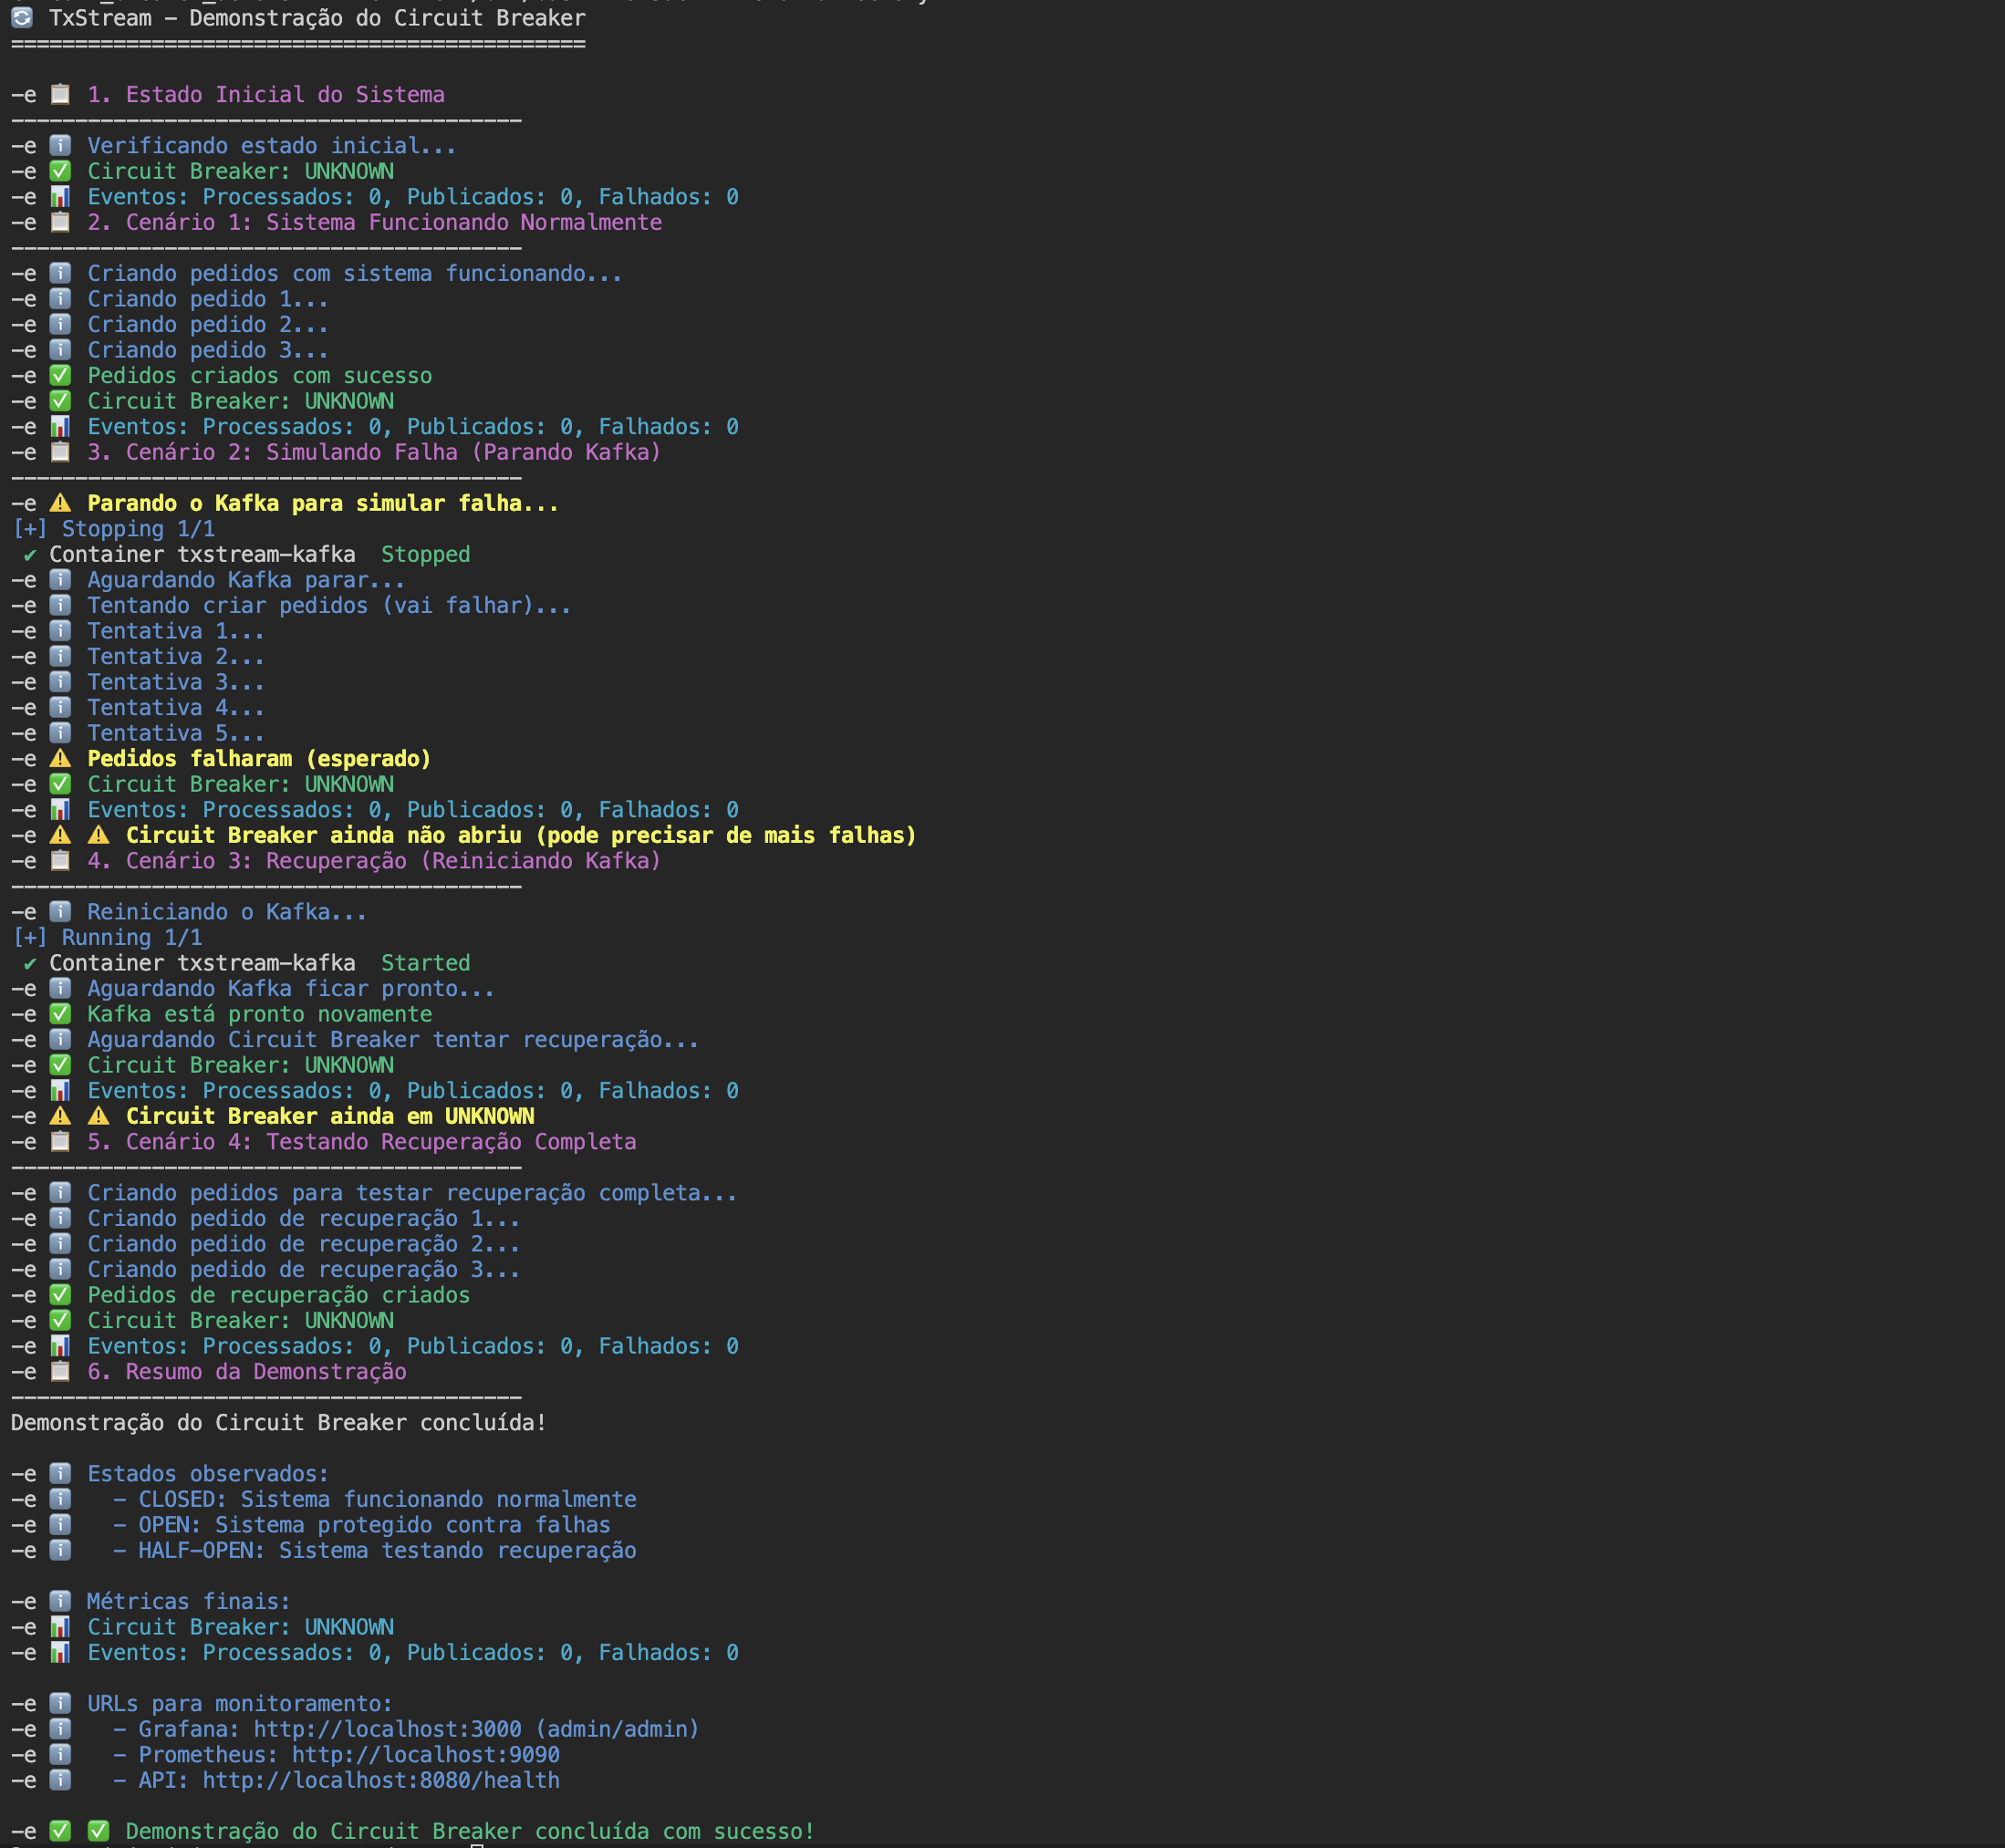 TxStream - Demonstração do Circuit Breaker
=============================================
-e 📋 1. Estado Inicial do Sistema
----------------------------------------
-e ℹ️ Verificando estado inicial...
-e ✅ Circuit Breaker: UNKNOWN
-e 📊 Eventos: Processados: 0, Publicados: 0, Falhados: 0
-e 📋 2. Cenário 1: Sistema Funcionando Normalmente
----------------------------------------
-e ℹ️ Criando pedidos com sistema funcionando...
-e ℹ️ Criando pedido 1...
-e ℹ️ Criando pedido 2...
-e ℹ️ Criando pedido 3...
-e ✅ Pedidos criados com sucesso
-e ✅ Circuit Breaker: UNKNOWN
-e 📊 Eventos: Processados: 0, Publicados: 0, Falhados: 0
-e 📋 3. Cenário 2: Simulando Falha (Parando Kafka)
----------------------------------------
-e ⚠️ Parando o Kafka para simular falha...
[+] Stopping 1/1
✔ Container txstream-kafka  Stopped
-e ℹ️ Aguardando Kafka parar...
-e ℹ️ Tentando criar pedidos (vai falhar)...
-e ℹ️ Tentativa 1...
-e ℹ️ Tentativa 2...
-e ℹ️ Tentativa 3...
-e ℹ️ Tentativa 4...
-e ℹ️ Tentativa 5...
-e ⚠️ Pedidos falharam (esperado)
-e ✅ Circuit Breaker: UNKNOWN
-e 📊 Eventos: Processados: 0, Publicados: 0, Falhados: 0
-e ⚠️ ⚠️ Circuit Breaker ainda não abriu (pode precisar de mais falhas)
-e 📋 4. Cenário 3: Recuperação (Reiniciando Kafka)
----------------------------------------
-e ℹ️ Reiniciando o Kafka...
[+] Running 1/1
✔ Container txstream-kafka  Started
-e ℹ️ Aguardando Kafka ficar pronto...
-e ✅ Kafka está pronto novamente
-e ℹ️ Aguardando Circuit Breaker tentar recuperação...
-e ✅ Circuit Breaker: UNKNOWN
-e 📊 Eventos: Processados: 0, Publicados: 0, Falhados: 0
-e ⚠️ ⚠️ Circuit Breaker ainda em UNKNOWN
-e 📋 5. Cenário 4: Testando Recuperação Completa
----------------------------------------
-e ℹ️ Criando pedidos para testar recuperação completa...
-e ℹ️ Criando pedido de recuperação 1...
-e ℹ️ Criando pedido de recuperação 2...
-e ℹ️ Criando pedido de recuperação 3...
-e ✅ Pedidos de recuperação criados
-e ✅ Circuit Breaker: UNKNOWN
-e 📊 Eventos: Processados: 0, Publicados: 0, Falhados: 0
-e 📋 6. Resumo da Demonstração
----------------------------------------
Demonstração do Circuit Breaker concluída!
-e ℹ️ Estados observados:
-e ℹ️   - CLOSED: Sistema funcionando normalmente
-e ℹ️   - OPEN: Sistema protegido contra falhas
-e ℹ️   - HALF-OPEN: Sistema testando recuperação
-e ℹ️ Métricas finais:
-e 📊 Circuit Breaker: UNKNOWN
-e 📊 Eventos: Processados: 0, Publicados: 0, Falhados: 0
-e ℹ️ URLs para monitoramento:
-e ℹ️   - Grafana: http://localhost:3000 (admin/admin)
-e ℹ️   - Prometheus: http://localhost:9090
-e ℹ️   - API: http://localhost:8080/health
-e ✅ ✅ Demonstração do Circuit Breaker concluída com sucesso!